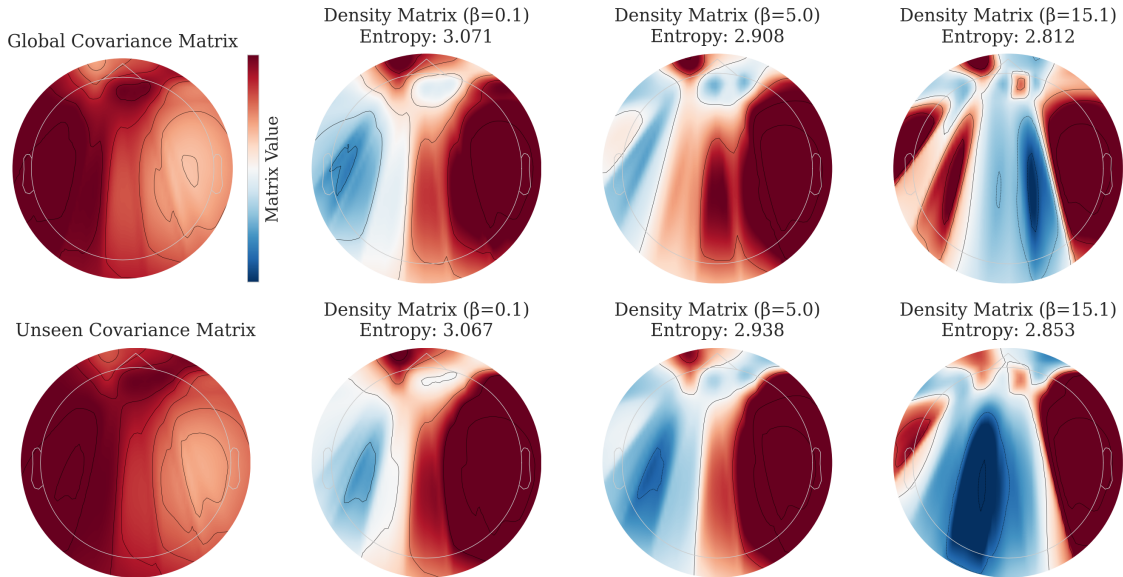 Global Covariance Matrix
Matrix Value
Density Matrix (β=0.1)
Entropy: 3.071
Density Matrix (β=5.0)
Entropy: 2.908
Density Matrix (β=15.1)
Entropy: 2.812
Unseen Covariance Matrix
Density Matrix (β=0.1)
Entropy: 3.067
Density Matrix (β=5.0)
Entropy: 2.938
Density Matrix (β=15.1)
Entropy: 2.853